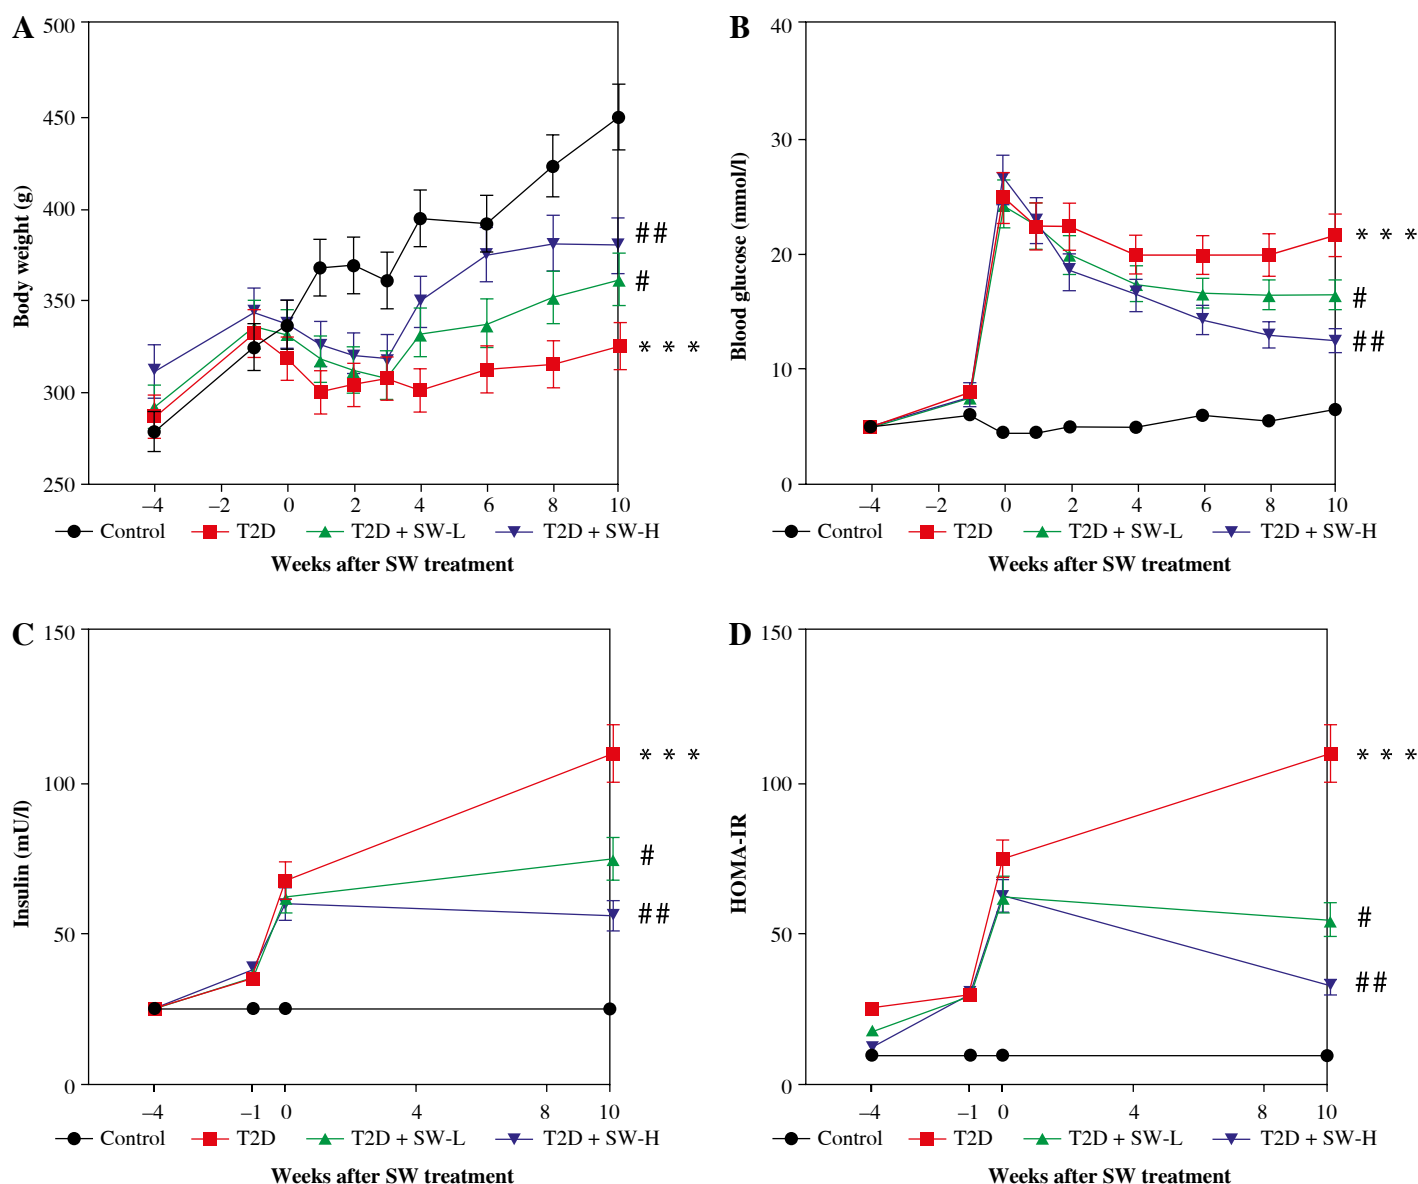 A
Body weight (g)
500
450
400
350
300
250
##
#
* * *
–4 –2 0 2 4 6 8 10
Control T2D T2D + SW-L T2D + SW-H
Weeks after SW treatment
B
Blood glucose (mmol/l)
40
30
20
10
0
* * *
#
##
–4 –2 0 2 4 6 8 10
Control T2D T2D + SW-L T2D + SW-H
Weeks after SW treatment
C
Insulin (mU/l)
150
100
50
0
* * *
#
##
–4 –1 0 4 8 10
Control T2D T2D + SW-L T2D + SW-H
Weeks after SW treatment
D
HOMA-IR
150
100
50
0
* * *
#
##
–4 –1 0 4 8 10
Control T2D T2D + SW-L T2D + SW-H
Weeks after SW treatment